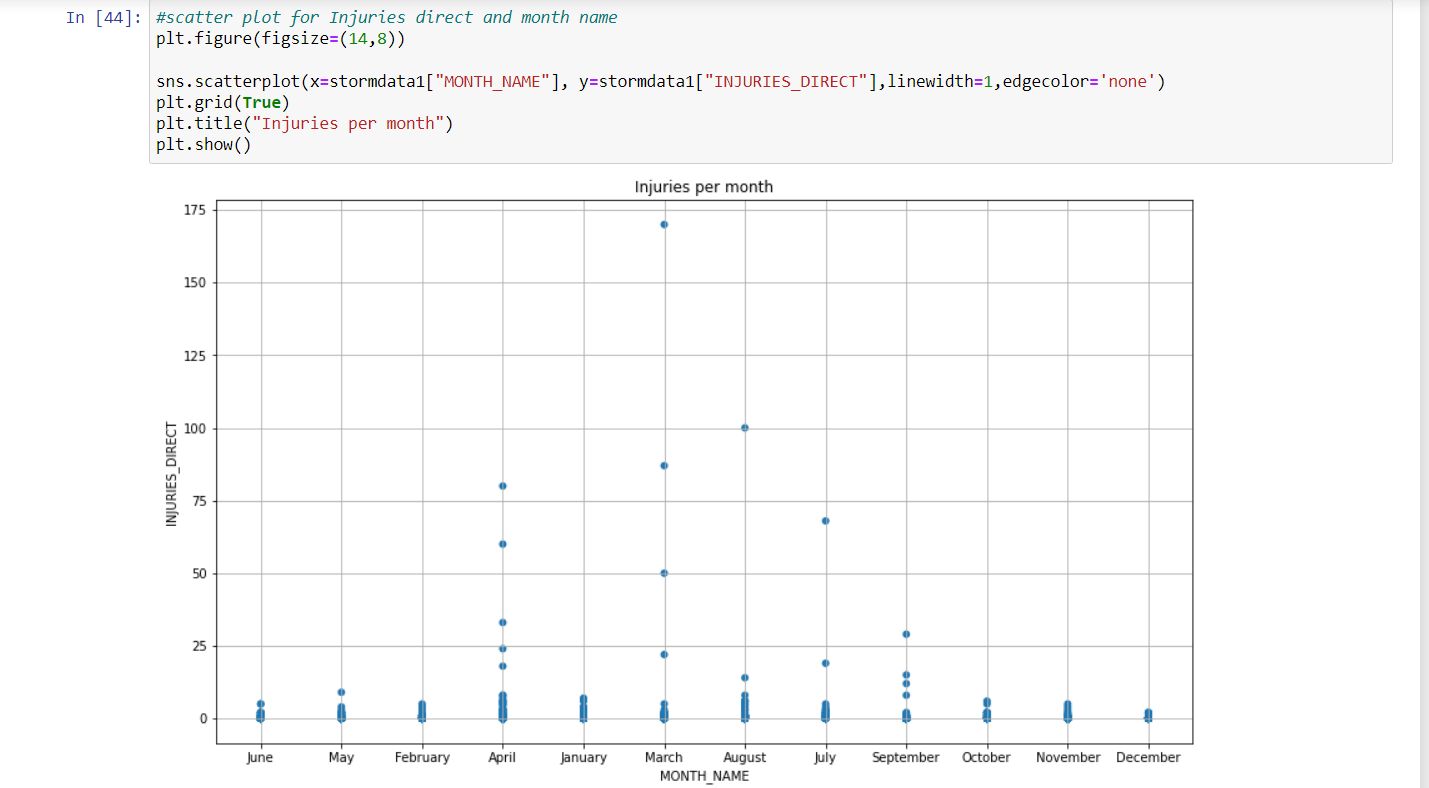 In [44]: #scatter plot for Injuries direct and month name
plt.figure(figsize=(14,8))
sns.scatterplot(x=stormdata1["MONTH_NAME"], y=stormdata1["INJURIES_DIRECT"],linewidth=1,edgecolor='none')
plt.grid(True)
plt.title("Injuries per month")
plt.show()
Injuries per month
175
150
125
100
75
50
25
0
INJURIES_DIRECT
June May February April January March August July September October November December
MONTH_NAME